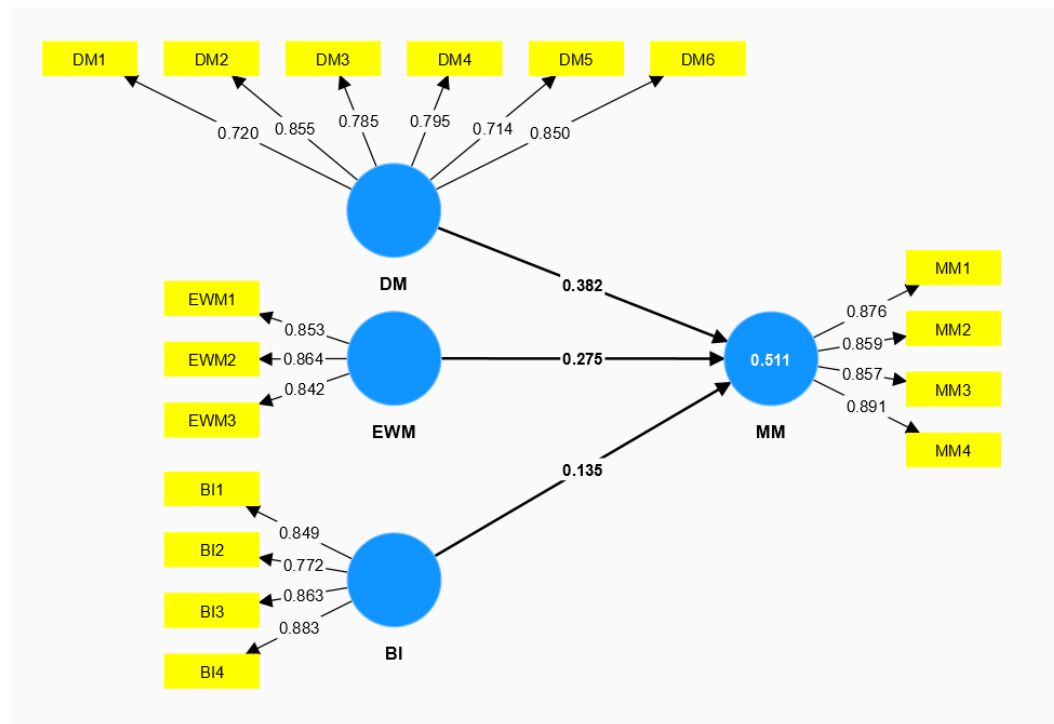 DM1 DM2 DM3 DM4 DM5 DM6
0.720 0.855 0.785 0.795 0.714 0.850
DM
0.382
EWM1
EWM2
EWM3
0.853
0.864
0.842
EWM
0.275
BI1
BI2
BI3
BI4
0.849
0.772
0.863
0.883
BI
0.135
0.511
MM
0.876
0.859
0.857
0.891
MM1
MM2
MM3
MM4